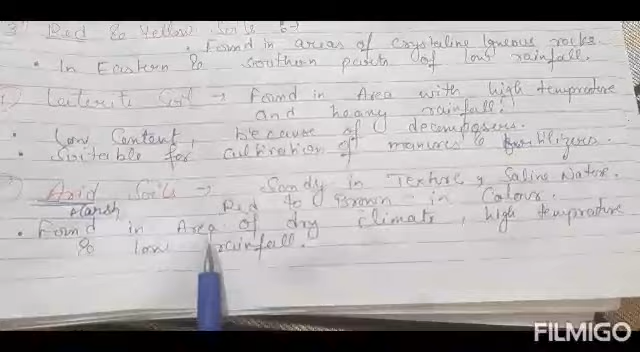 3) Red & Yellow Soils :-
• Found in areas of crystaline Igneous rocks.
• In Eastern & southern parts of low rainfall.
Laterite Soil → Found in Area with high temprature
and heavy rainfall.
• Low Content, because of decomposers.
• Suitable for cultivation of manures & fertilizers.
Arid Soils → Sandy in Texture, Saline Nature.
Harsh
Red to Brown in Colour.
• Found in Area of dry climate, high temprature
& low rainfall.
FILMIGO